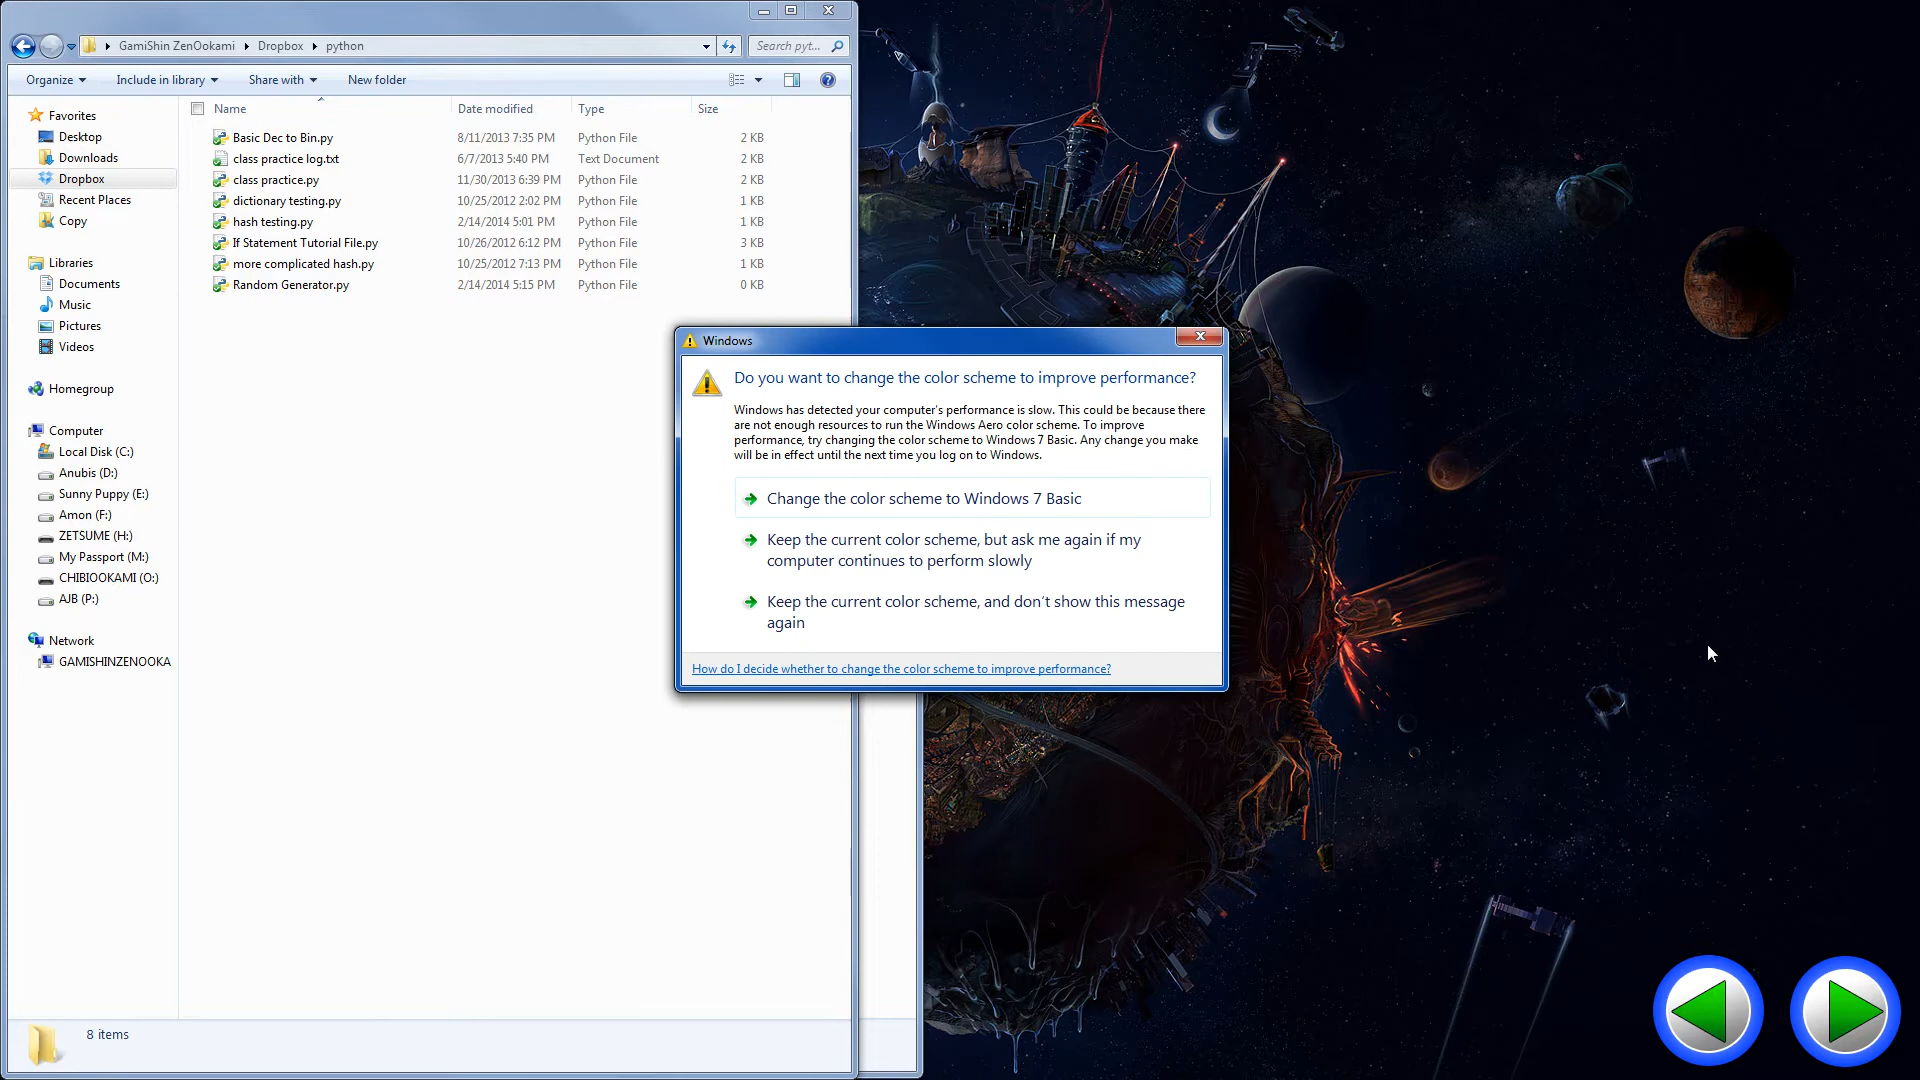 GamiShin ZenOokami Dropbox python
Search pyt...
Organize Include in library Share with New folder
Name Date modified Type Size
Basic Dec to Bin.py 8/11/2013 7:35 PM Python File 2 KB
class practice log.txt 6/7/2013 5:40 PM Text Document 2 KB
class practice.py 11/30/2013 6:39 PM Python File 2 KB
dictionary testing.py 10/25/2012 2:02 PM Python File 1 KB
hash testing.py 2/14/2014 5:01 PM Python File 1 KB
If Statement Tutorial File.py 10/26/2012 6:12 PM Python File 3 KB
more complicated hash.py 10/25/2012 7:13 PM Python File 1 KB
Random Generator.py 2/14/2014 5:15 PM Python File 0 KB
Favorites
Desktop
Downloads
Dropbox
Recent Places
Copy
Libraries
Documents
Music
Pictures
Videos
Homegroup
Computer
Local Disk (C:)
Anubis (D:)
Sunny Puppy (E:)
Amon (F:)
ZETSUME (H:)
My Passport (M:)
CHIBIOOKAMI (O:)
AJB (P:)
Network
GAMISHINZENOOKA
8 items
Windows
Do you want to change the color scheme to improve performance?
Windows has detected your computer's performance is slow. This could be because there
are not enough resources to run the Windows Aero color scheme. To improve
performance, try changing the color scheme to Windows 7 Basic. Any change you make
will be in effect until the next time you log on to Windows.
Change the color scheme to Windows 7 Basic
Keep the current color scheme, but ask me again if my
computer continues to perform slowly
Keep the current color scheme, and don't show this message
again
How do I decide whether to change the color scheme to improve performance?